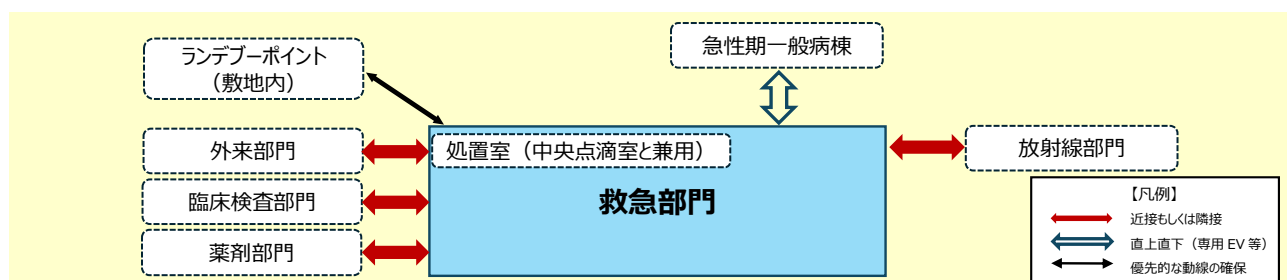 ランデブーポイント
（敷地内）
急性期一般病棟
外来部門
処置室（中央点滴室と兼用）
放射線部門
臨床検査部門
救急部門
薬剤部門
【凡例】
近接もしくは隣接
直上直下（専用 EV 等）
優先的な動線の確保